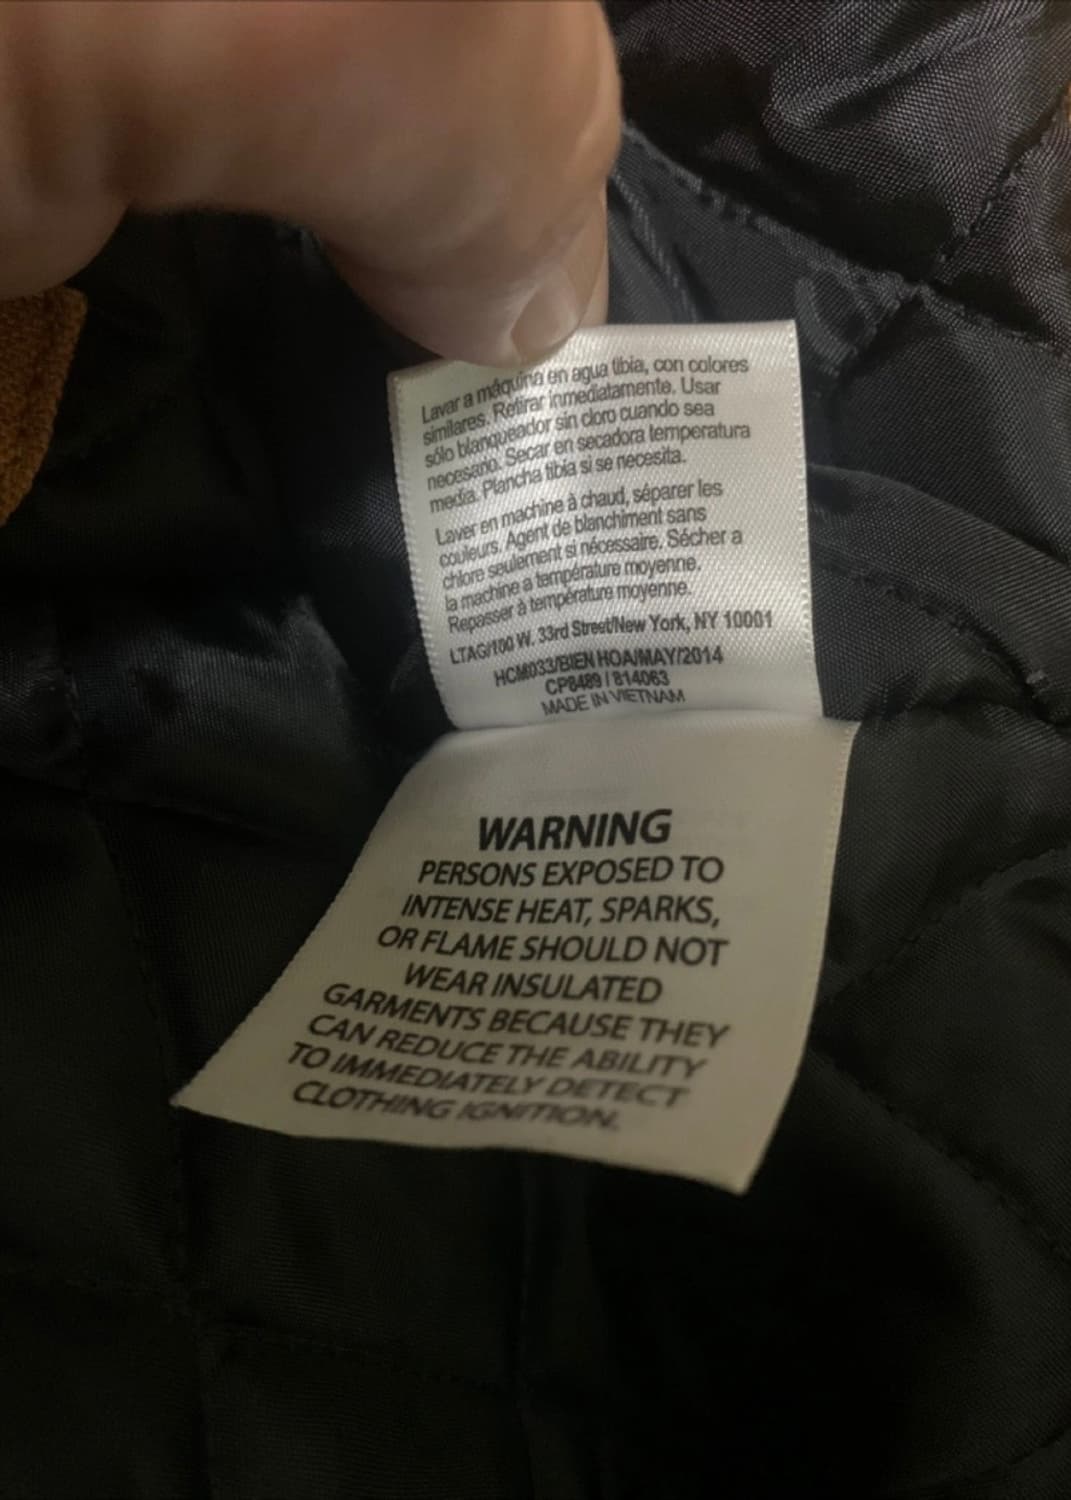 Lavar a máquina en agua tibia, con colores
similares. Retirar inmediatamente. Usar
sólo blanqueador sin cloro cuando sea
necesario. Secar en secadora temperatura
media. Plancha tibia si se necesita.
Laver en machine à chaud, séparer les
couleurs. Agent de blanchiment sans
chlore seulement si nécessaire. Sécher a
la machine a température moyenne.
Repasser à température moyenne.
LTAG/100 W. 33rd Street/New York, NY 10001
HCM033/BIEN HOA/MAY/2014
CP8489 / 814063
MADE IN VIETNAM
WARNING
PERSONS EXPOSED TO
INTENSE HEAT, SPARKS,
OR FLAME SHOULD NOT
WEAR INSULATED
GARMENTS BECAUSE THEY
CAN REDUCE THE ABILITY
TO IMMEDIATELY DETECT
CLOTHING IGNITION.